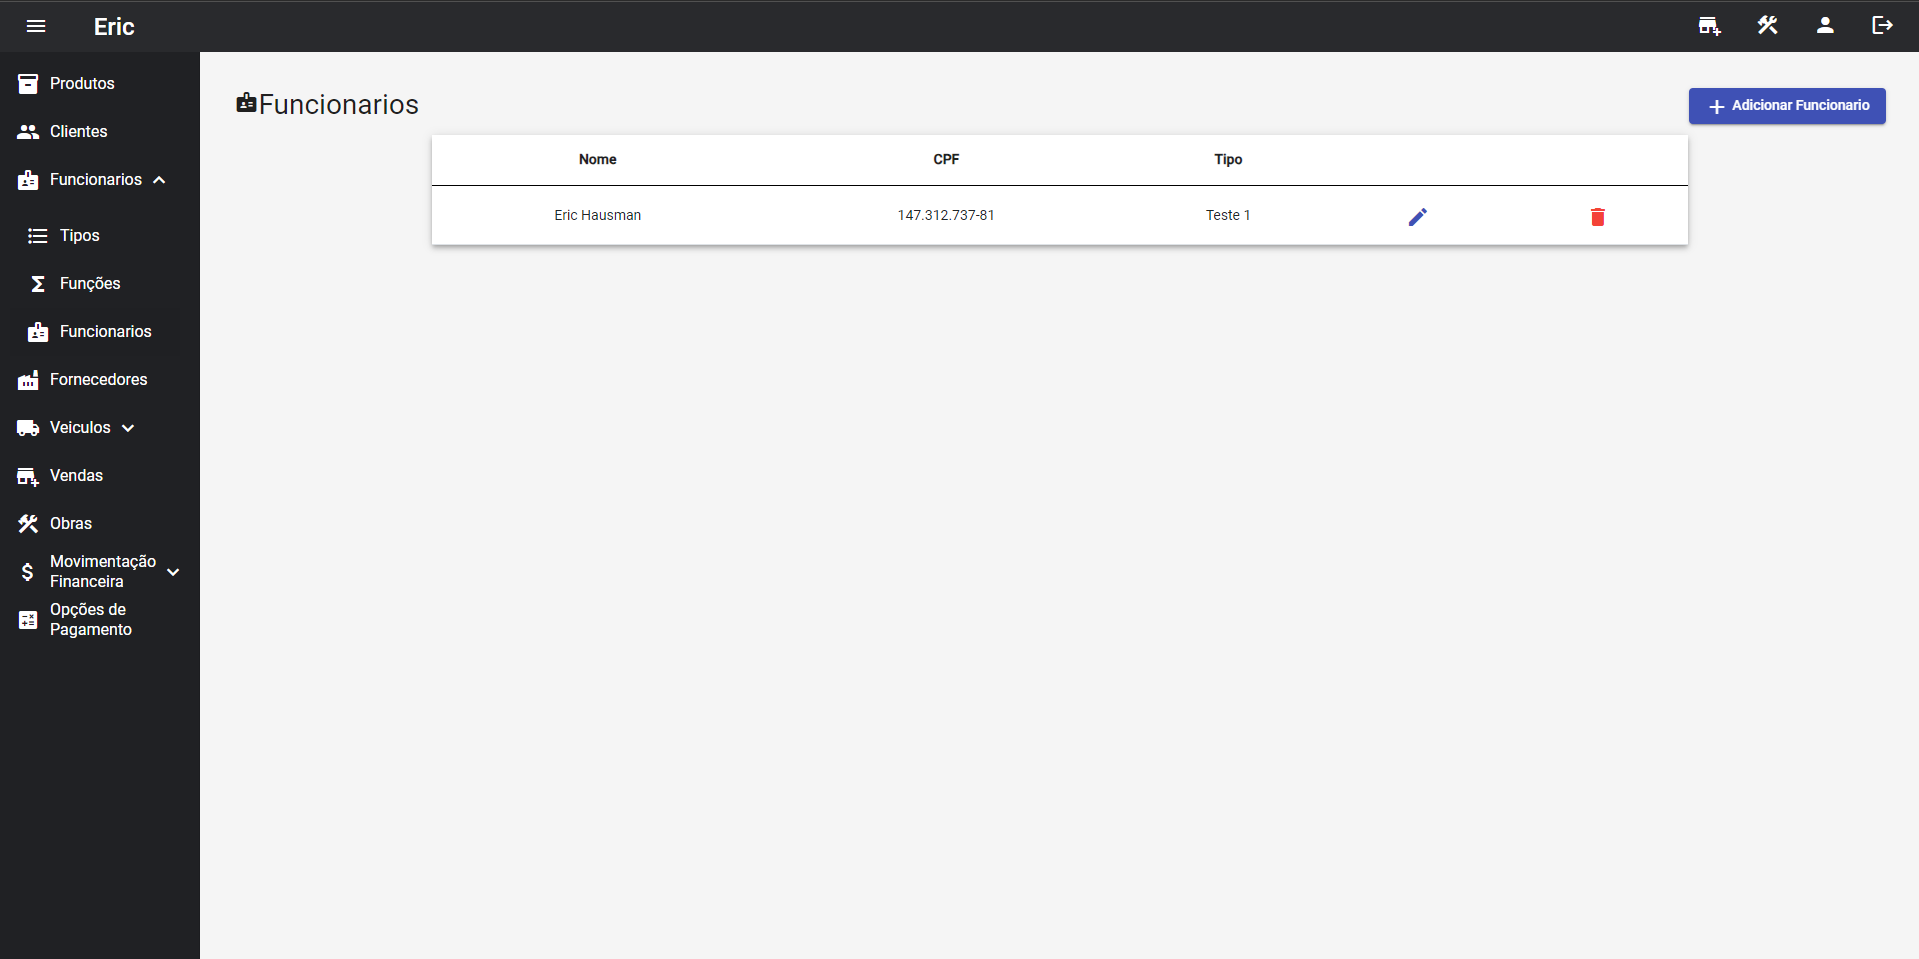 Eric
Produtos
Clientes
Funcionarios
Tipos
Funções
Funcionarios
Fornecedores
Veiculos
Vendas
Obras
Movimentação
Financeira
Opções de
Pagamento
Funcionarios
Adicionar Funcionario
Nome CPF Tipo
Eric Hausman 147.312.737-81 Teste 1